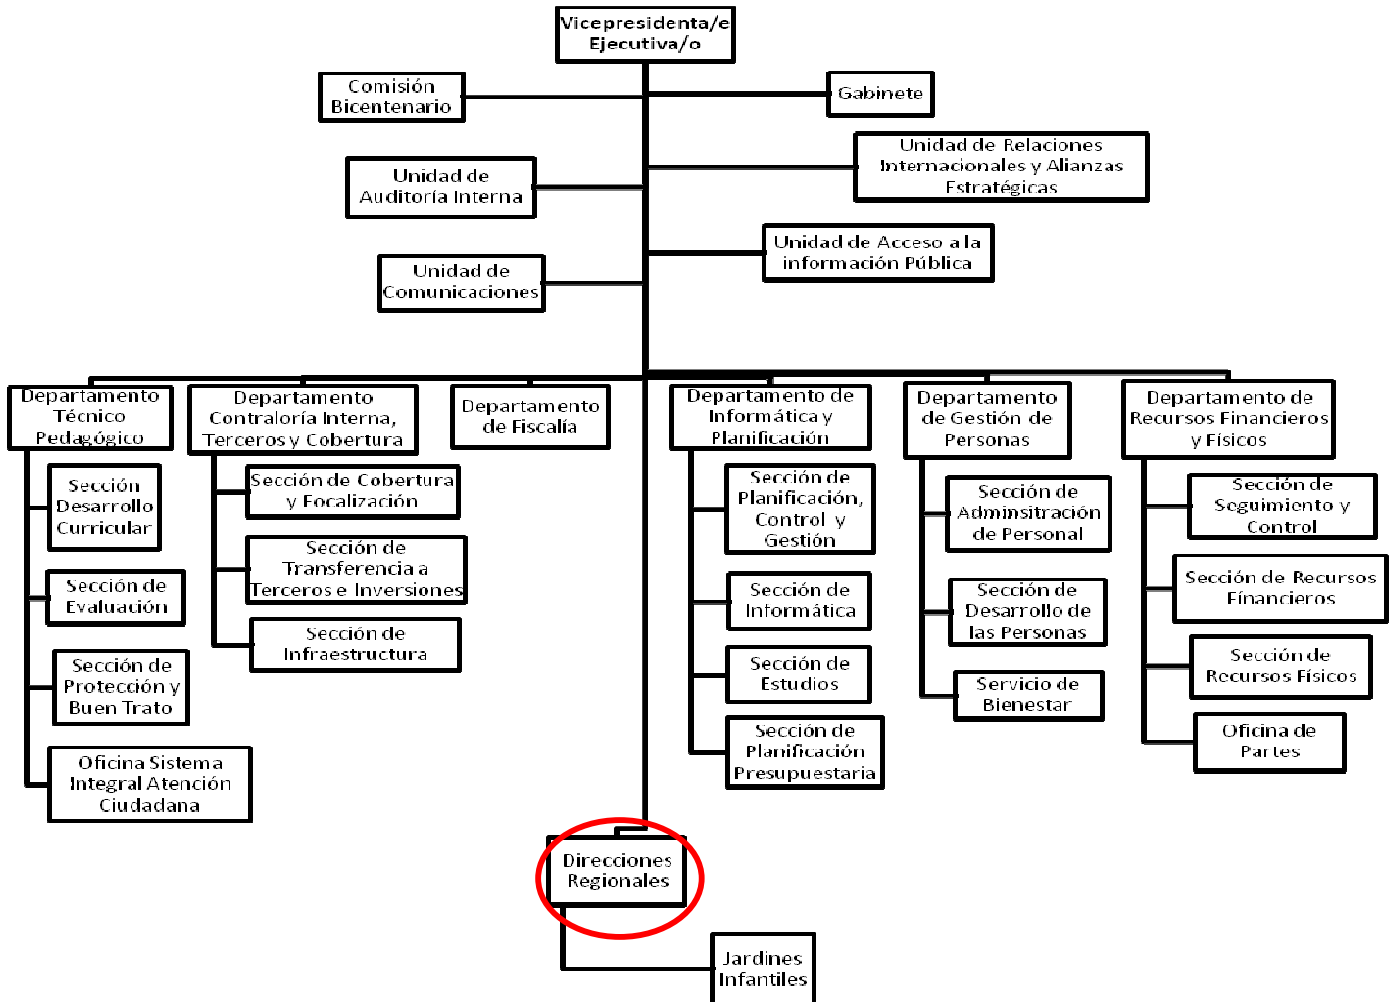 Vicepresidenta/e
Ejecutiva/o
Comisión
Bicentenario
Gabinete
Unidad de Relaciones
Internacionales y Alianzas
Estratégicas
Unidad de
Auditoría Interna
Unidad de Acceso a la
información Pública
Unidad de
Comunicaciones
Departamento
Técnico
Pedagógico
Departamento
Contraloría Interna,
Terceros y Cobertura
Departamento
de Fiscalía
Departamento de
Informática y
Planificación
Departamento
de Gestión de
Personas
Departamento de
Recursos Financieros
y Físicos
Sección
Desarrollo
Curricular
Sección de
Evaluación
Sección de
Protección y
Buen Trato
Oficina Sistema
Integral Atención
Ciudadana
Sección de Cobertura
y Focalización
Sección de
Transferencia a
Terceros e Inversiones
Sección de
Infraestructura
Sección de
Planificación,
Control y
Gestión
Sección de
Informática
Sección de
Estudios
Sección de
Planificación
Presupuestaria
Sección de
Adminsitración
de Personal
Sección de
Desarrollo de
las Personas
Servicio de
Bienestar
Sección de
Seguimiento y
Control
Sección de Recursos
Fínancieros
Sección de
Recursos Físicos
Oficina de
Partes
Direcciones
Regionales
Jardines
Infantiles